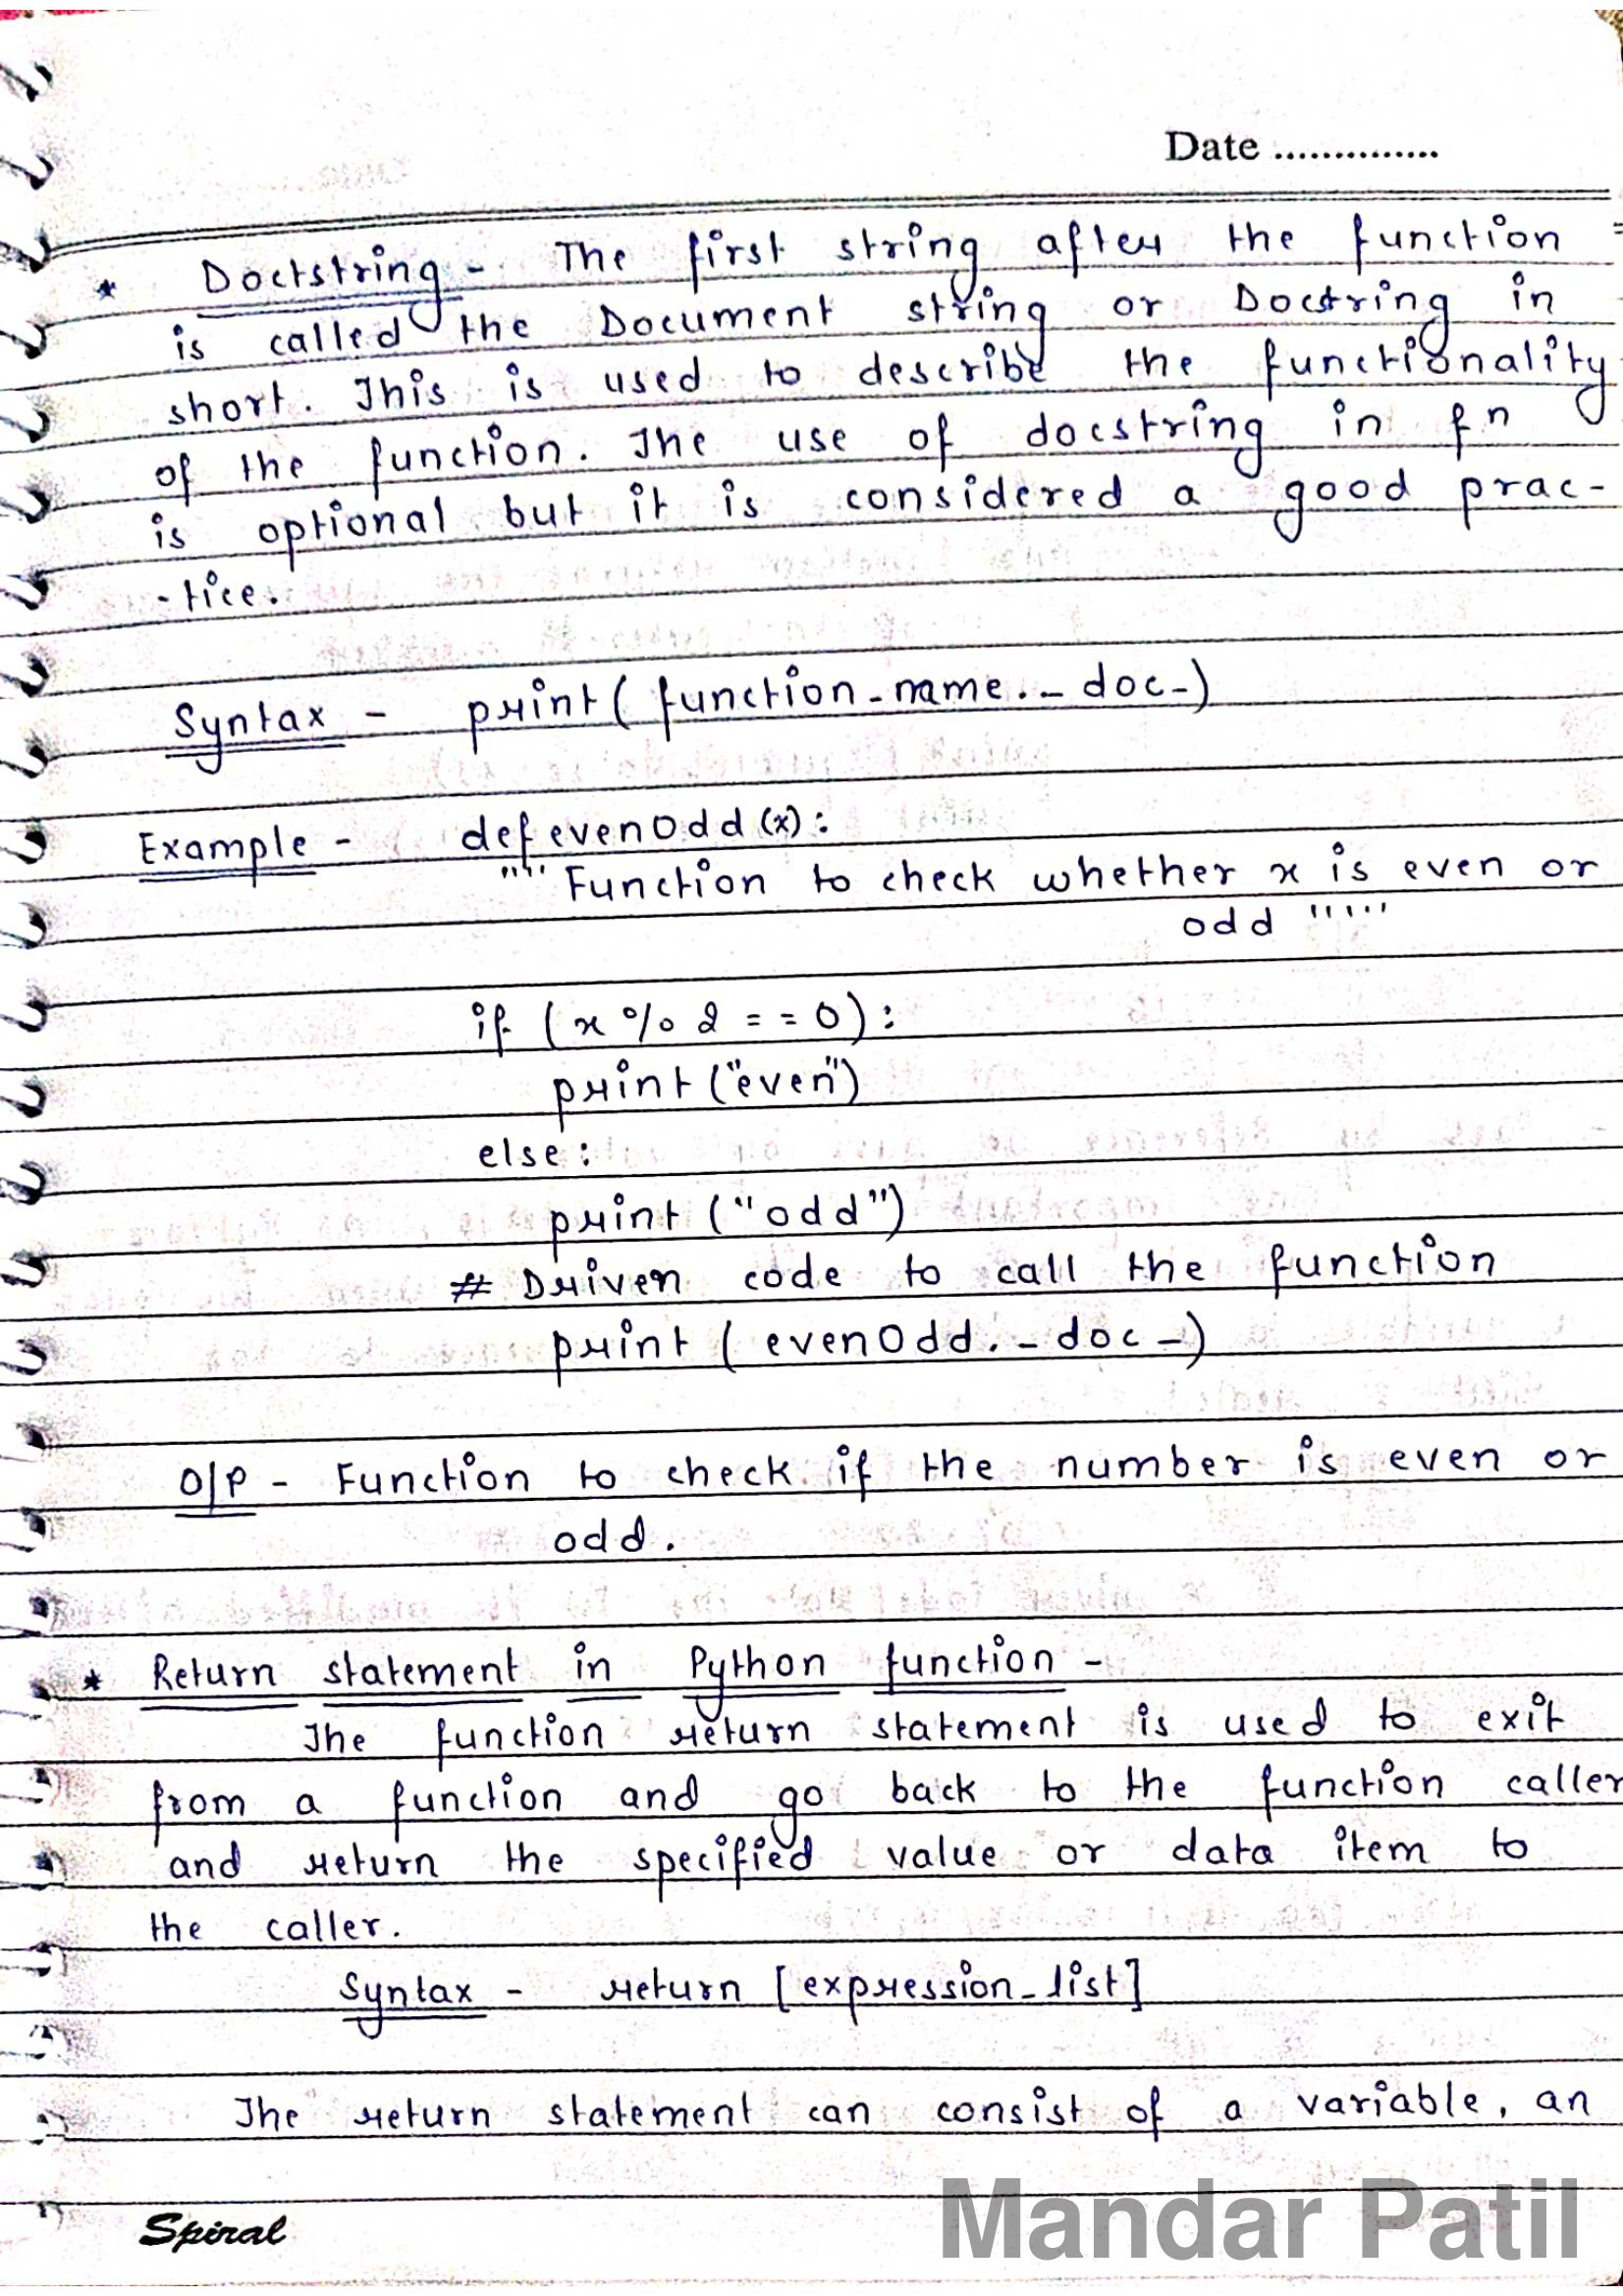 Date ...............
* Doctstring - The first string after the function
is called the Document string or Docstring in
short. This is used to describe the functionality
of the function. The use of docstring in fn
is optional but it is considered a good prac-
-tice.
Syntax - print( function_name._doc_)
Example - def evenOdd (x):
""" Function to check whether x is even or
odd """
if (x % 2 == 0):
print ("even")
else:
print ("odd")
# Driven code to call the function
print ( evenOdd._doc_)
O/P - Function to check if the number is even or
odd.
* Return statement in Python function -
The function return statement is used to exit
from a function and go back to the function caller
and return the specified value or data item to
the caller.
Syntax - return [expression_list]
The return statement can consist of a variable, an
Spiral
Mandar Patil